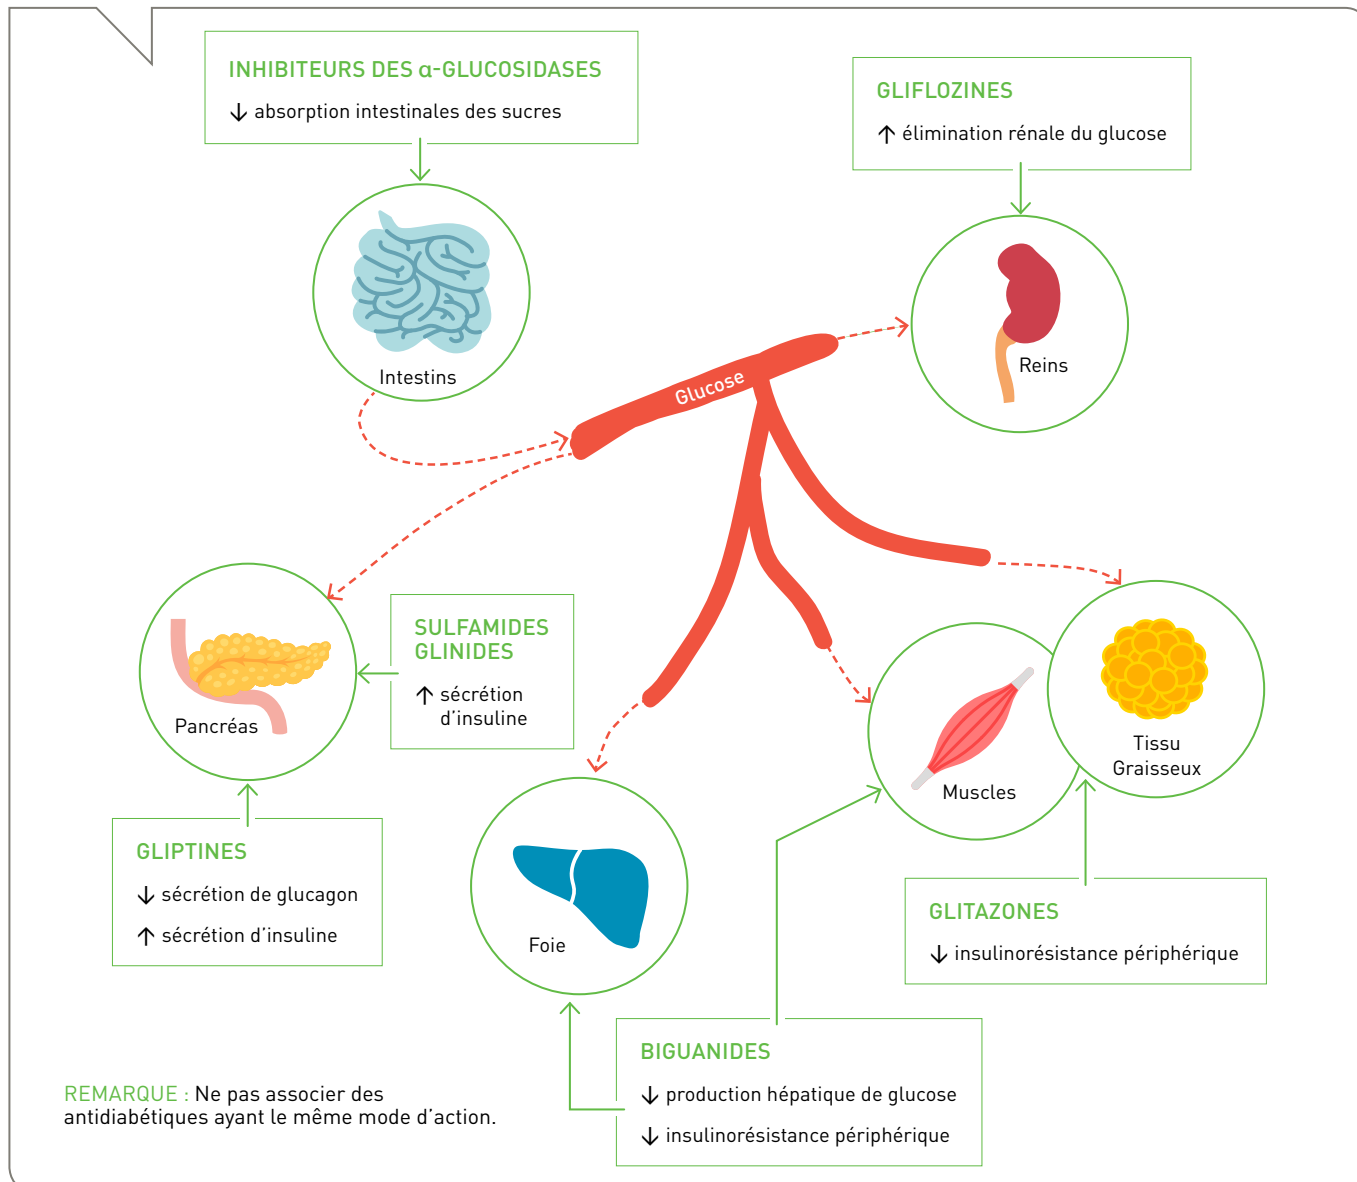 INHIBITEURS DES α-GLUCOSIDASES
↓ absorption intestinales des sucres
GLIFLOZINES
↑ élimination rénale du glucose
Intestins
Reins
Glucose
SULFAMIDES
GLINIDES
↑ sécrétion
d’insuline
Pancréas
Tissu
Graisseux
Muscles
GLIPTINES
↓ sécrétion de glucagon
↑ sécrétion d’insuline
Foie
GLITAZONES
↓ insulinorésistance périphérique
BIGUANIDES
↓ production hépatique de glucose
↓ insulinorésistance périphérique
REMARQUE : Ne pas associer des
antidiabétiques ayant le même mode d’action.